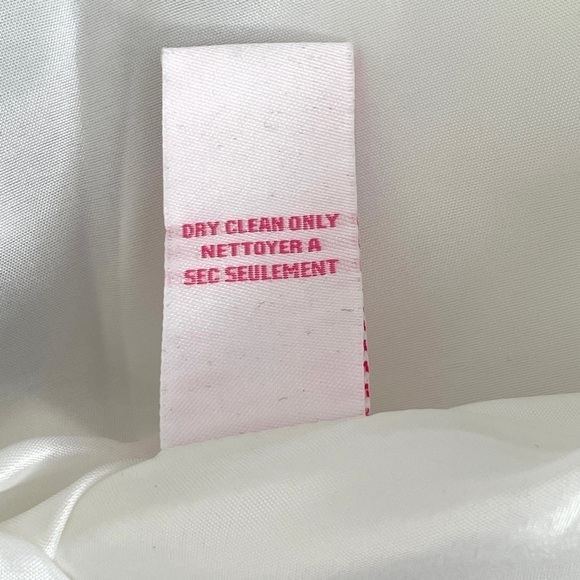 DRY CLEAN ONLY
NETTOYER A
SEC SEULEMENT